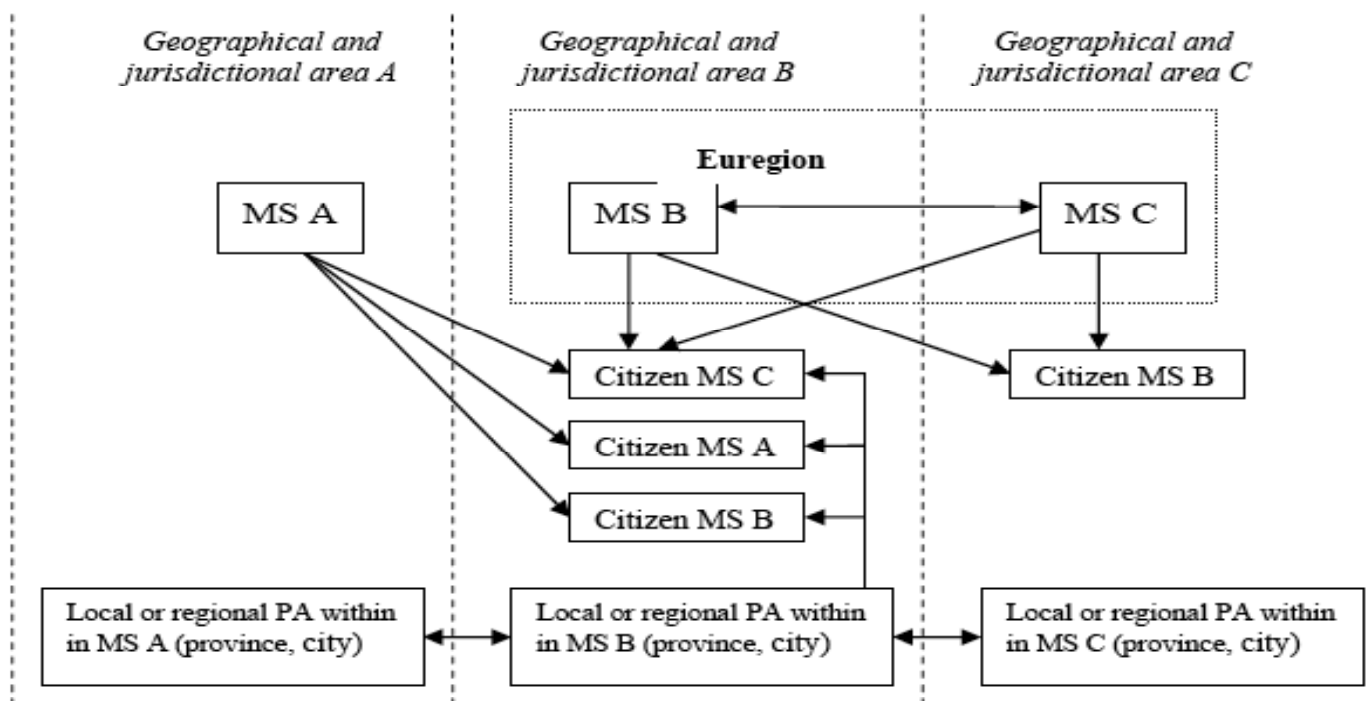 Geographical and
jurisdictional area A
Geographical and
jurisdictional area B
Geographical and
jurisdictional area C
Euregion
MS A
MS B
MS C
Citizen MS C
Citizen MS B
Citizen MS A
Citizen MS B
Local or regional PA within
in MS A (province, city)
Local or regional PA within
in MS B (province, city)
Local or regional PA within
in MS C (province, city)